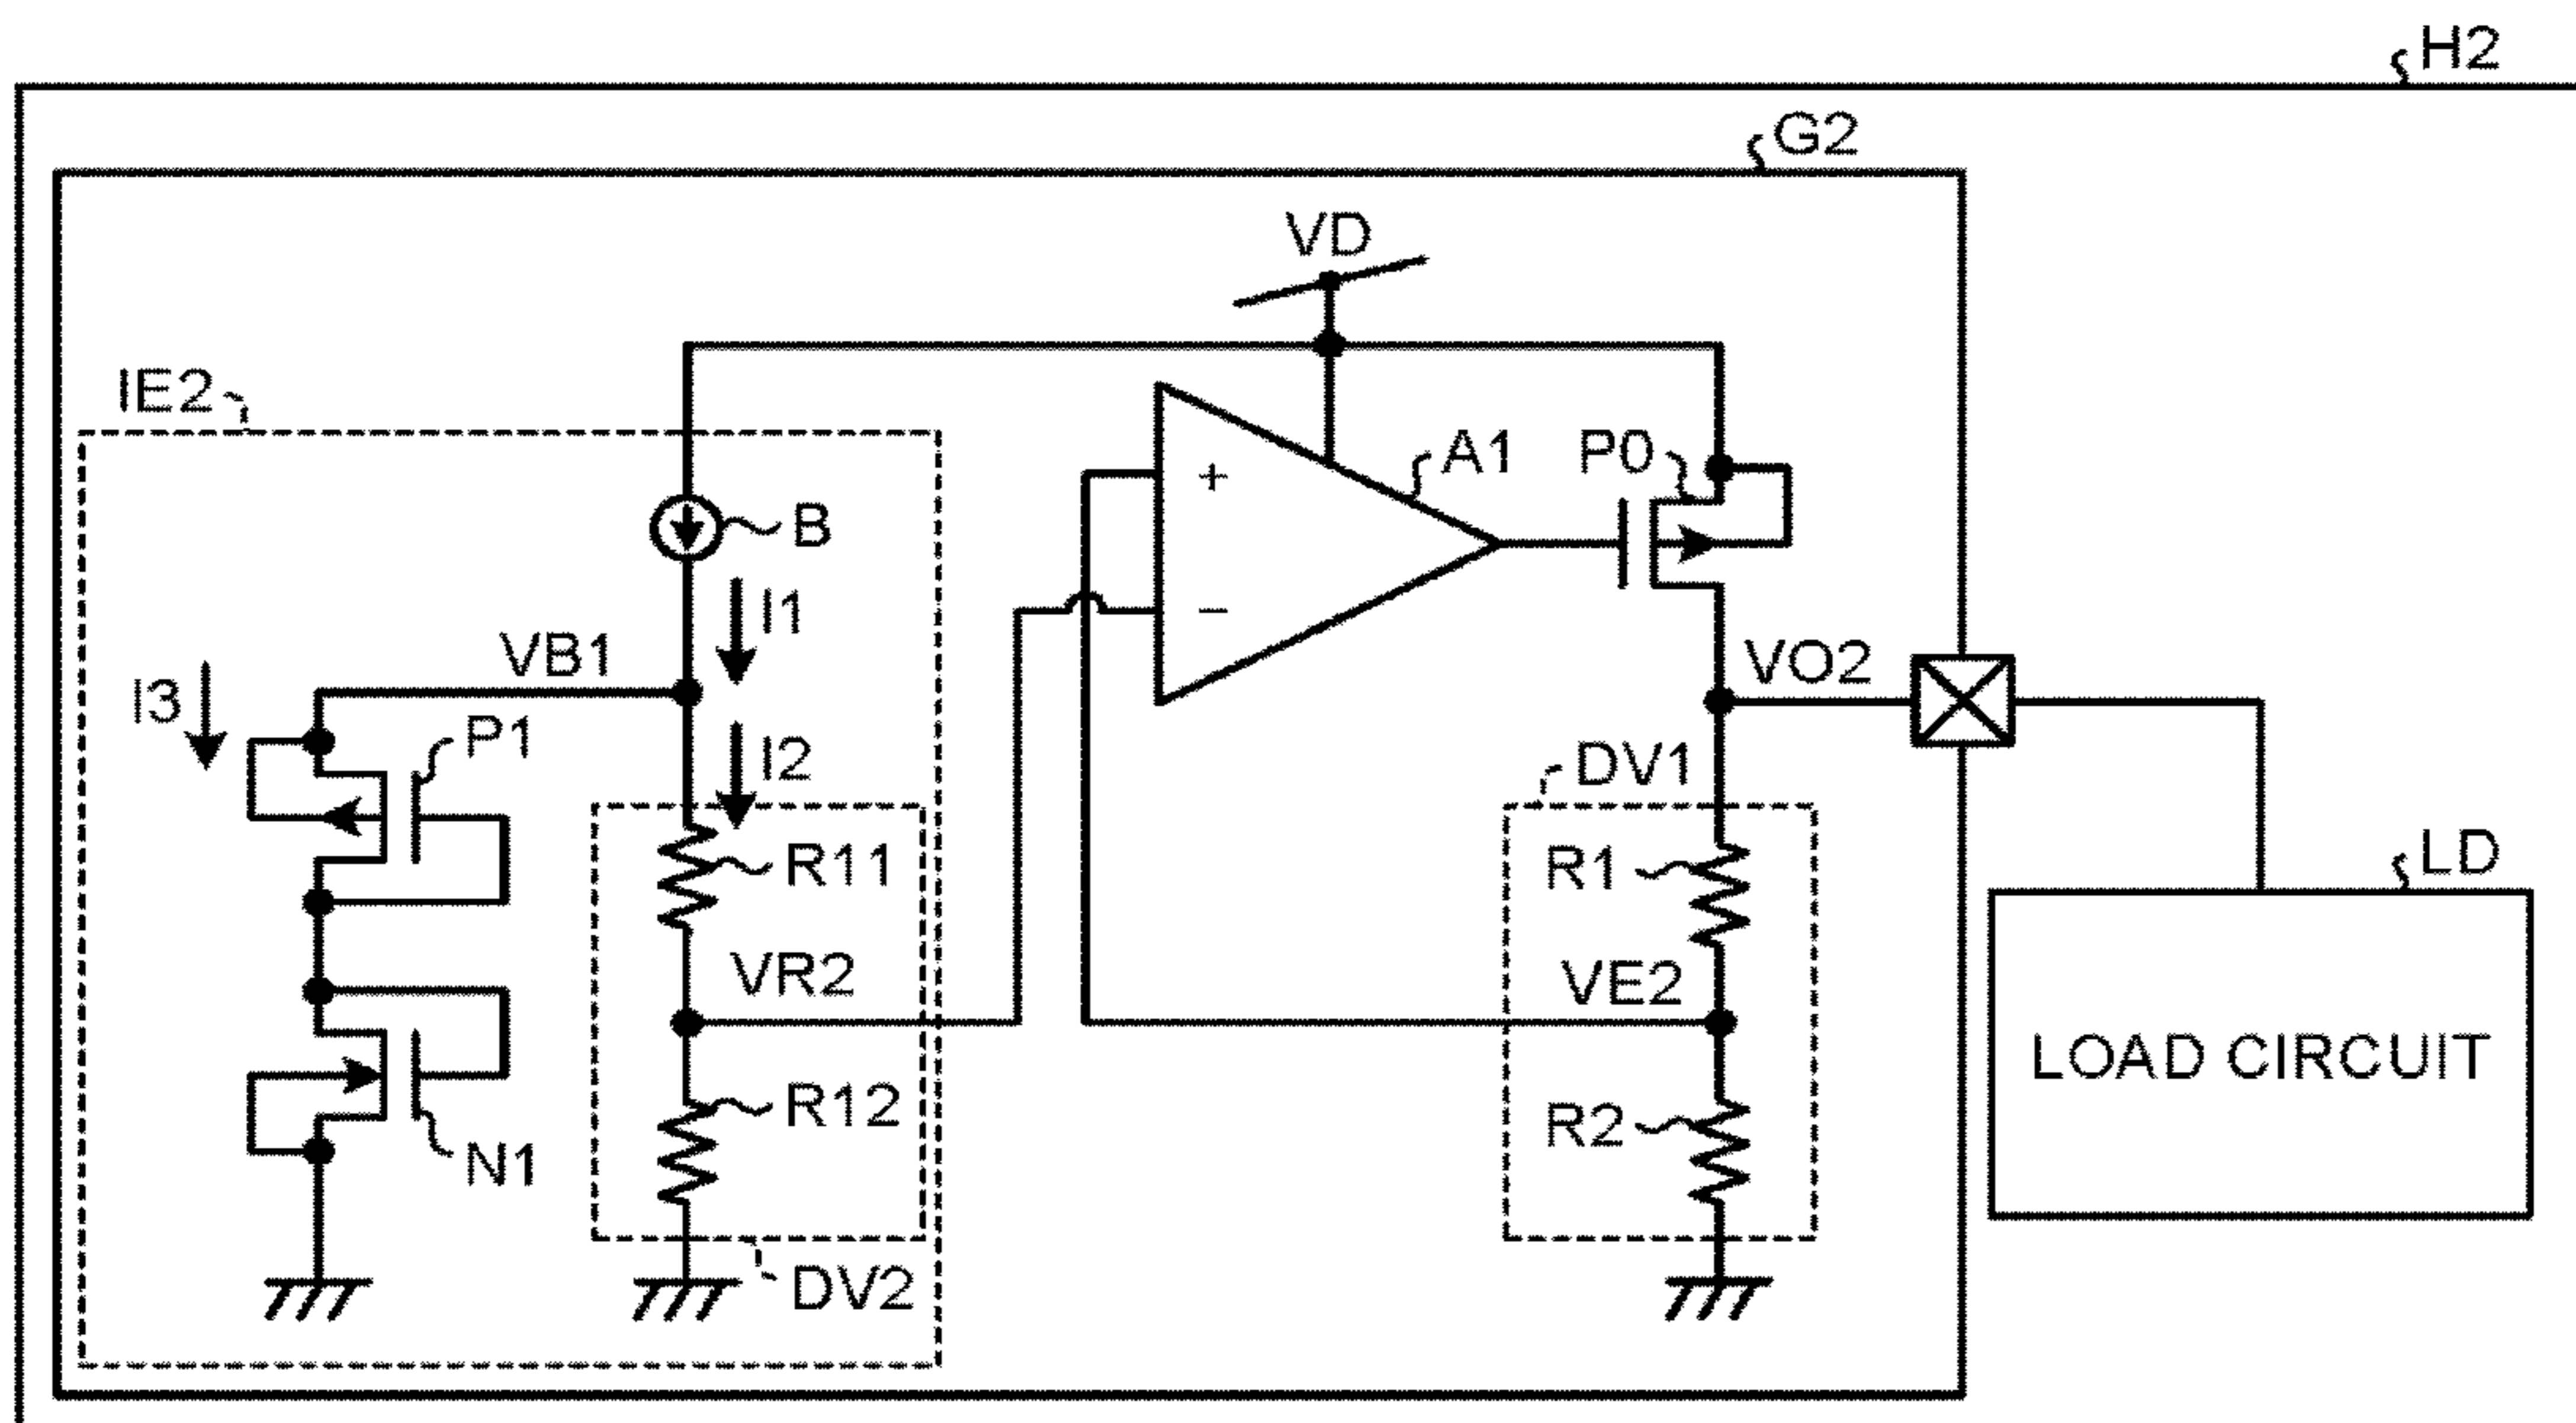 H2
G2
VD
IE2
A1
P0
B
I1
VB1
VO2
I3
P1
I2
DV1
R11
R1
LD
VR2
VE2
LOAD CIRCUIT
R12
R2
N1
DV2
+
−